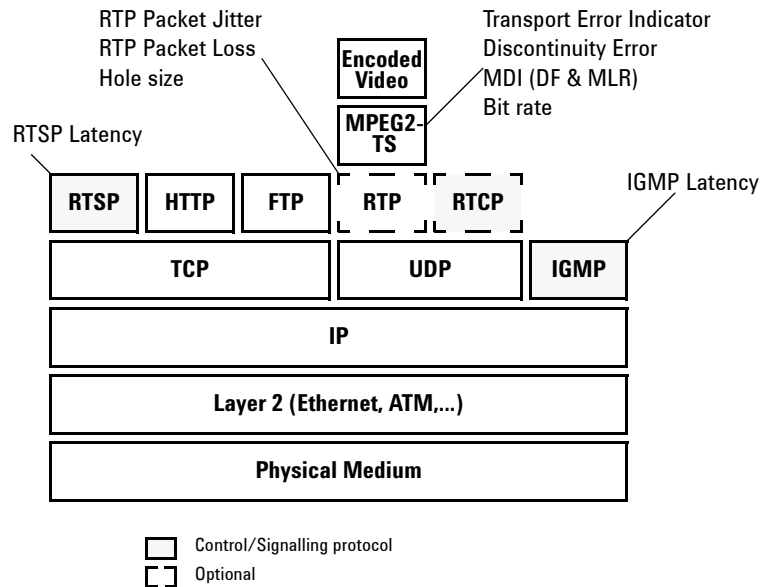 RTP Packet Jitter
RTP Packet Loss
Hole size
Transport Error Indicator
Discontinuity Error
MDI (DF & MLR)
Bit rate
Encoded
Video
MPEG2-
TS
RTSP Latency
IGMP Latency
RTSP
HTTP
FTP
RTP
RTCP
TCP
UDP
IGMP
IP
Layer 2 (Ethernet, ATM,...)
Physical Medium
Control/Signalling protocol
Optional